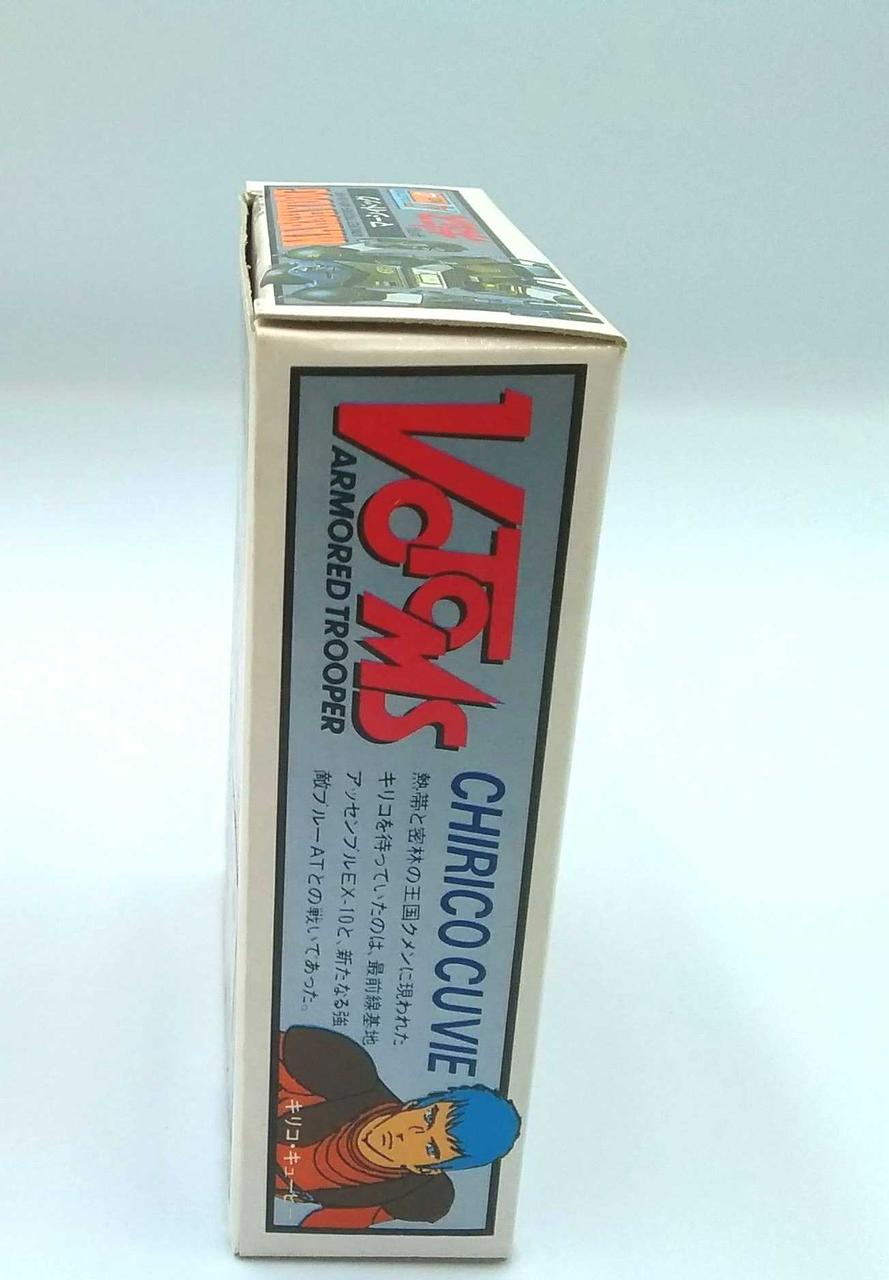 VOTOMS
ARMORED TROOPER
CHIRICO CUVIE
熱帯と密林の王国クメンに現われた
キリコを待っていたのは、最前線基地
アッセンブルEX-10と、新たなる強
敵ブルーATとの戦いであった。
キリコ・キュービー